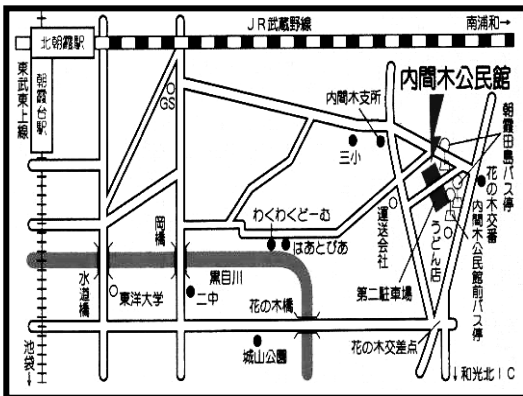 JR武蔵野線
南浦和→
北朝霞駅
東武東上線
朝霞台駅
GS
内間木支所
内間木公民館
三小
朝霞田島バス停
花の木交番
内間木公民館前バス停
わくわくどーむ
はあとぴあ
運送会社
うどん店
第二駐車場
岡橋
黒目川
水道橋
東洋大学
二中
花の木橋
城山公園
花の木交差点
池袋↓
↓和光北IC